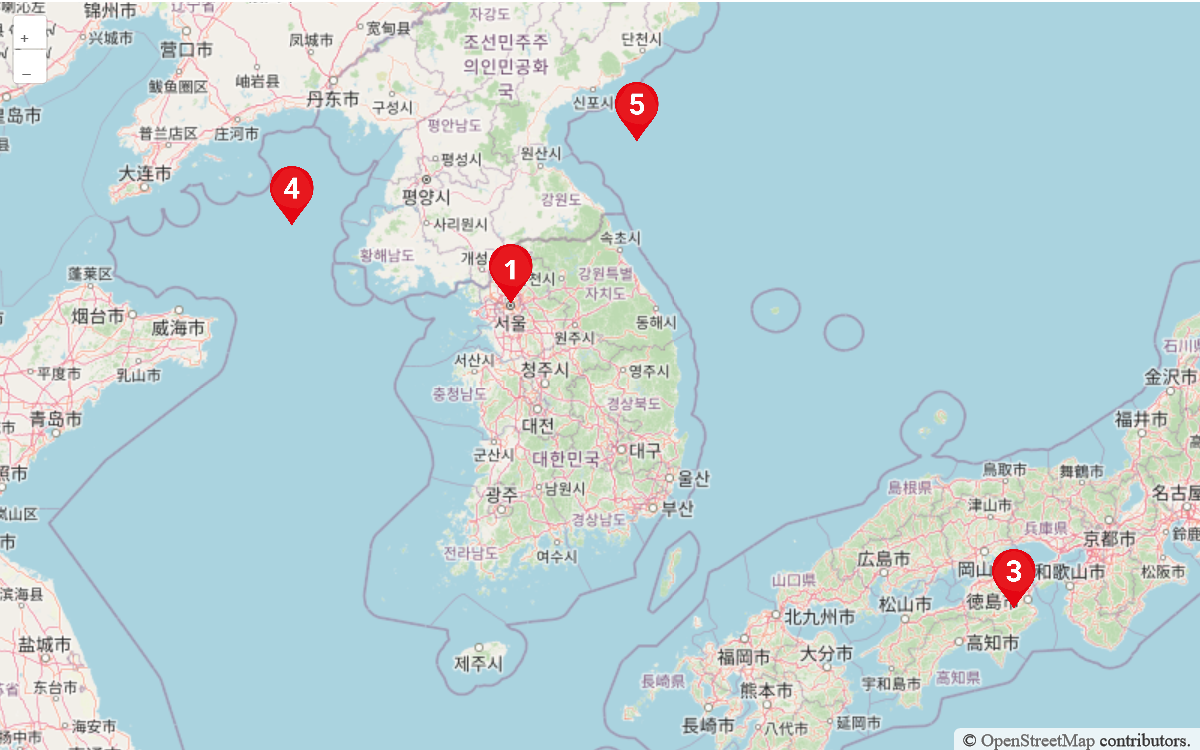 锦州市
辽宁省
兴城市
자강도
宽甸县
단천시
营口市
凤城市
조선민주주
의인민공화
국
+
−
鲅鱼圈区
岫岩县
丹东市
구성시
신포시
5
普兰店区
庄河市
평안남도
평성시
원산시
大连市
4
평양시
강원도
사리원시
속초시
황해남도
개성
1
천시
강원특별
자치도
蓬莱区
烟台市
威海市
서울
원주시
동해시
石川県
平度市
乳山市
서산시
청주시
영주시
金沢市
충청남도
경상북도
青岛市
대전
福井市
군산시
대한민국
대구
鳥取市
舞鶴市
울산
광주
남원시
島根県
津山市
名古屋
부산
岚山区
경상남도
兵庫県
京都市
鈴鹿
전라남도
여수시
広島市
岡山
3
和歌山市
松阪市
山口県
滨海县
松山市
徳島市
北九州市
盐城市
제주시
福岡市
大分市
高知市
东台市
長崎県
熊本市
宇和島市
高知県
海安市
長崎市
八代市
延岡市
© OpenStreetMap contributors.